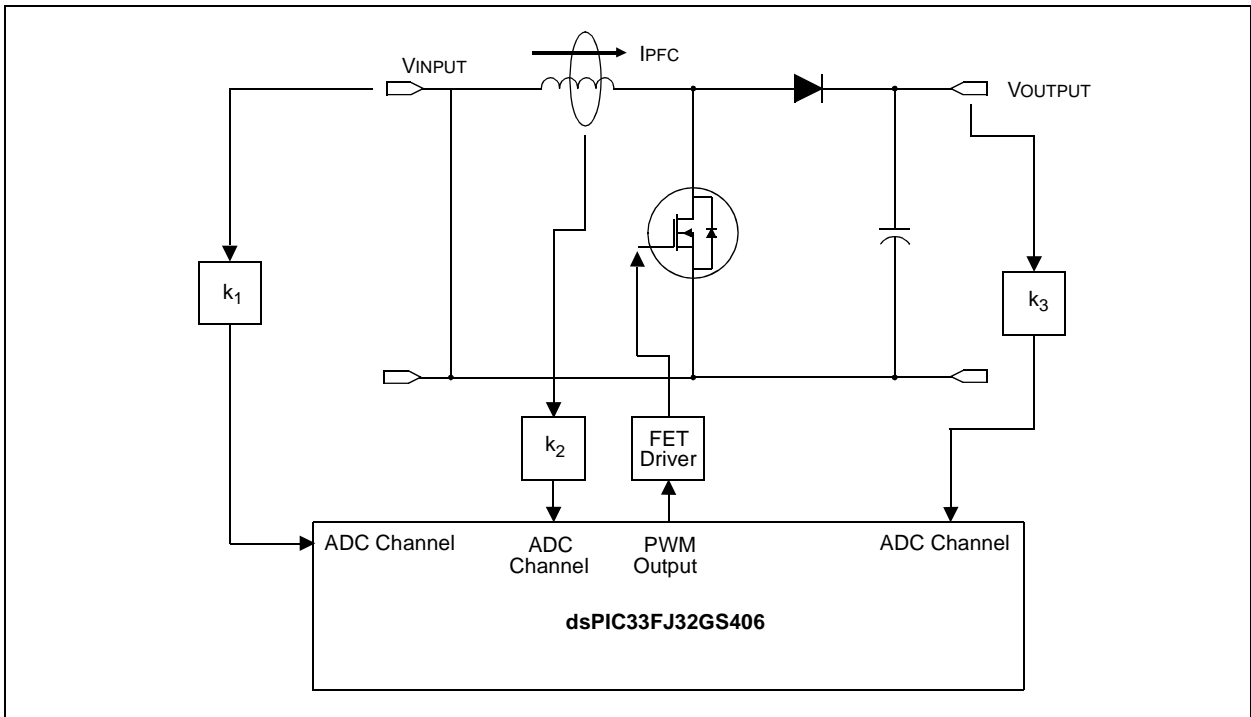 IPFC
VINPUT
VOUTPUT
k1
k3
k2
FET
Driver
ADC Channel
ADC
Channel
PWM
Output
ADC Channel
dsPIC33FJ32GS406